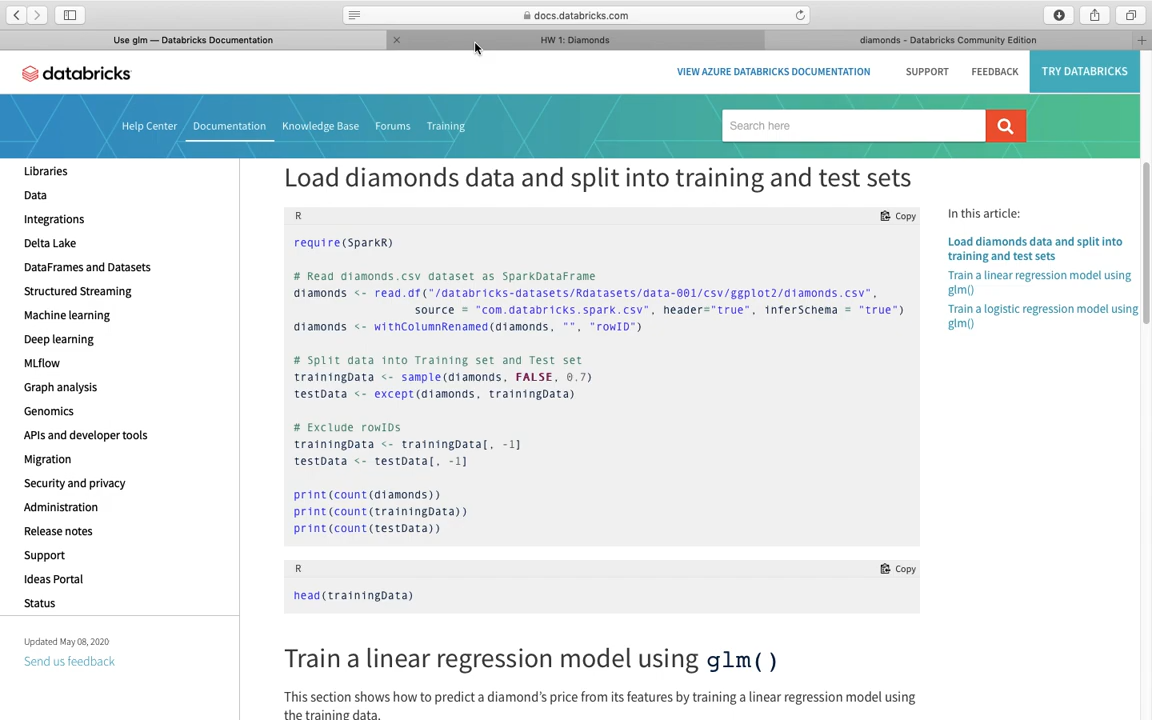 docs.databricks.com
Use glm — Databricks Documentation
HW 1: Diamonds
diamonds - Databricks Community Edition
databricks
VIEW AZURE DATABRICKS DOCUMENTATION
SUPPORT
FEEDBACK
TRY DATABRICKS
Help Center
Documentation
Knowledge Base
Forums
Training
Search here
Libraries
Data
Integrations
Delta Lake
DataFrames and Datasets
Structured Streaming
Machine learning
Deep learning
MLflow
Graph analysis
Genomics
APIs and developer tools
Migration
Security and privacy
Administration
Release notes
Support
Ideas Portal
Status
Updated May 08, 2020
Send us feedback
Load diamonds data and split into training and test sets
R
Copy
require(SparkR)
# Read diamonds.csv dataset as SparkDataFrame
diamonds <- read.df("/databricks-datasets/Rdatasets/data-001/csv/ggplot2/diamonds.csv",
source = "com.databricks.spark.csv", header="true", inferSchema = "true")
diamonds <- withColumnRenamed(diamonds, "", "rowID")
# Split data into Training set and Test set
trainingData <- sample(diamonds, FALSE, 0.7)
testData <- except(diamonds, trainingData)
# Exclude rowIDs
trainingData <- trainingData[, -1]
testData <- testData[, -1]
print(count(diamonds))
print(count(trainingData))
print(count(testData))
R
Copy
head(trainingData)
Train a linear regression model using glm()
This section shows how to predict a diamond's price from its features by training a linear regression model using
the training data.
In this article:
Load diamonds data and split into
training and test sets
Train a linear regression model using
glm()
Train a logistic regression model using
glm()